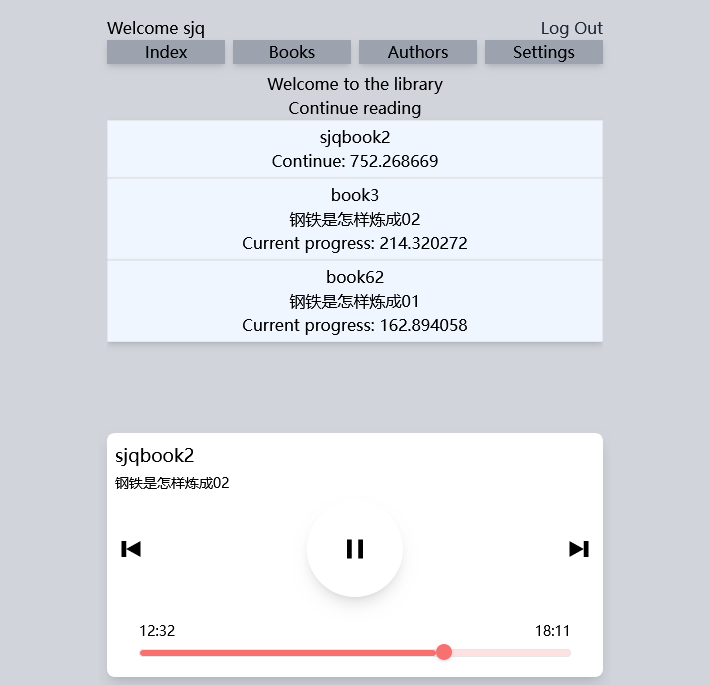 Welcome sjq
Log Out
Index
Books
Authors
Settings
Welcome to the library
Continue reading
sjqbook2
Continue: 752.268669
book3
钢铁是怎样炼成02
Current progress: 214.320272
book62
钢铁是怎样炼成01
Current progress: 162.894058
sjqbook2
钢铁是怎样炼成02
12:32
18:11